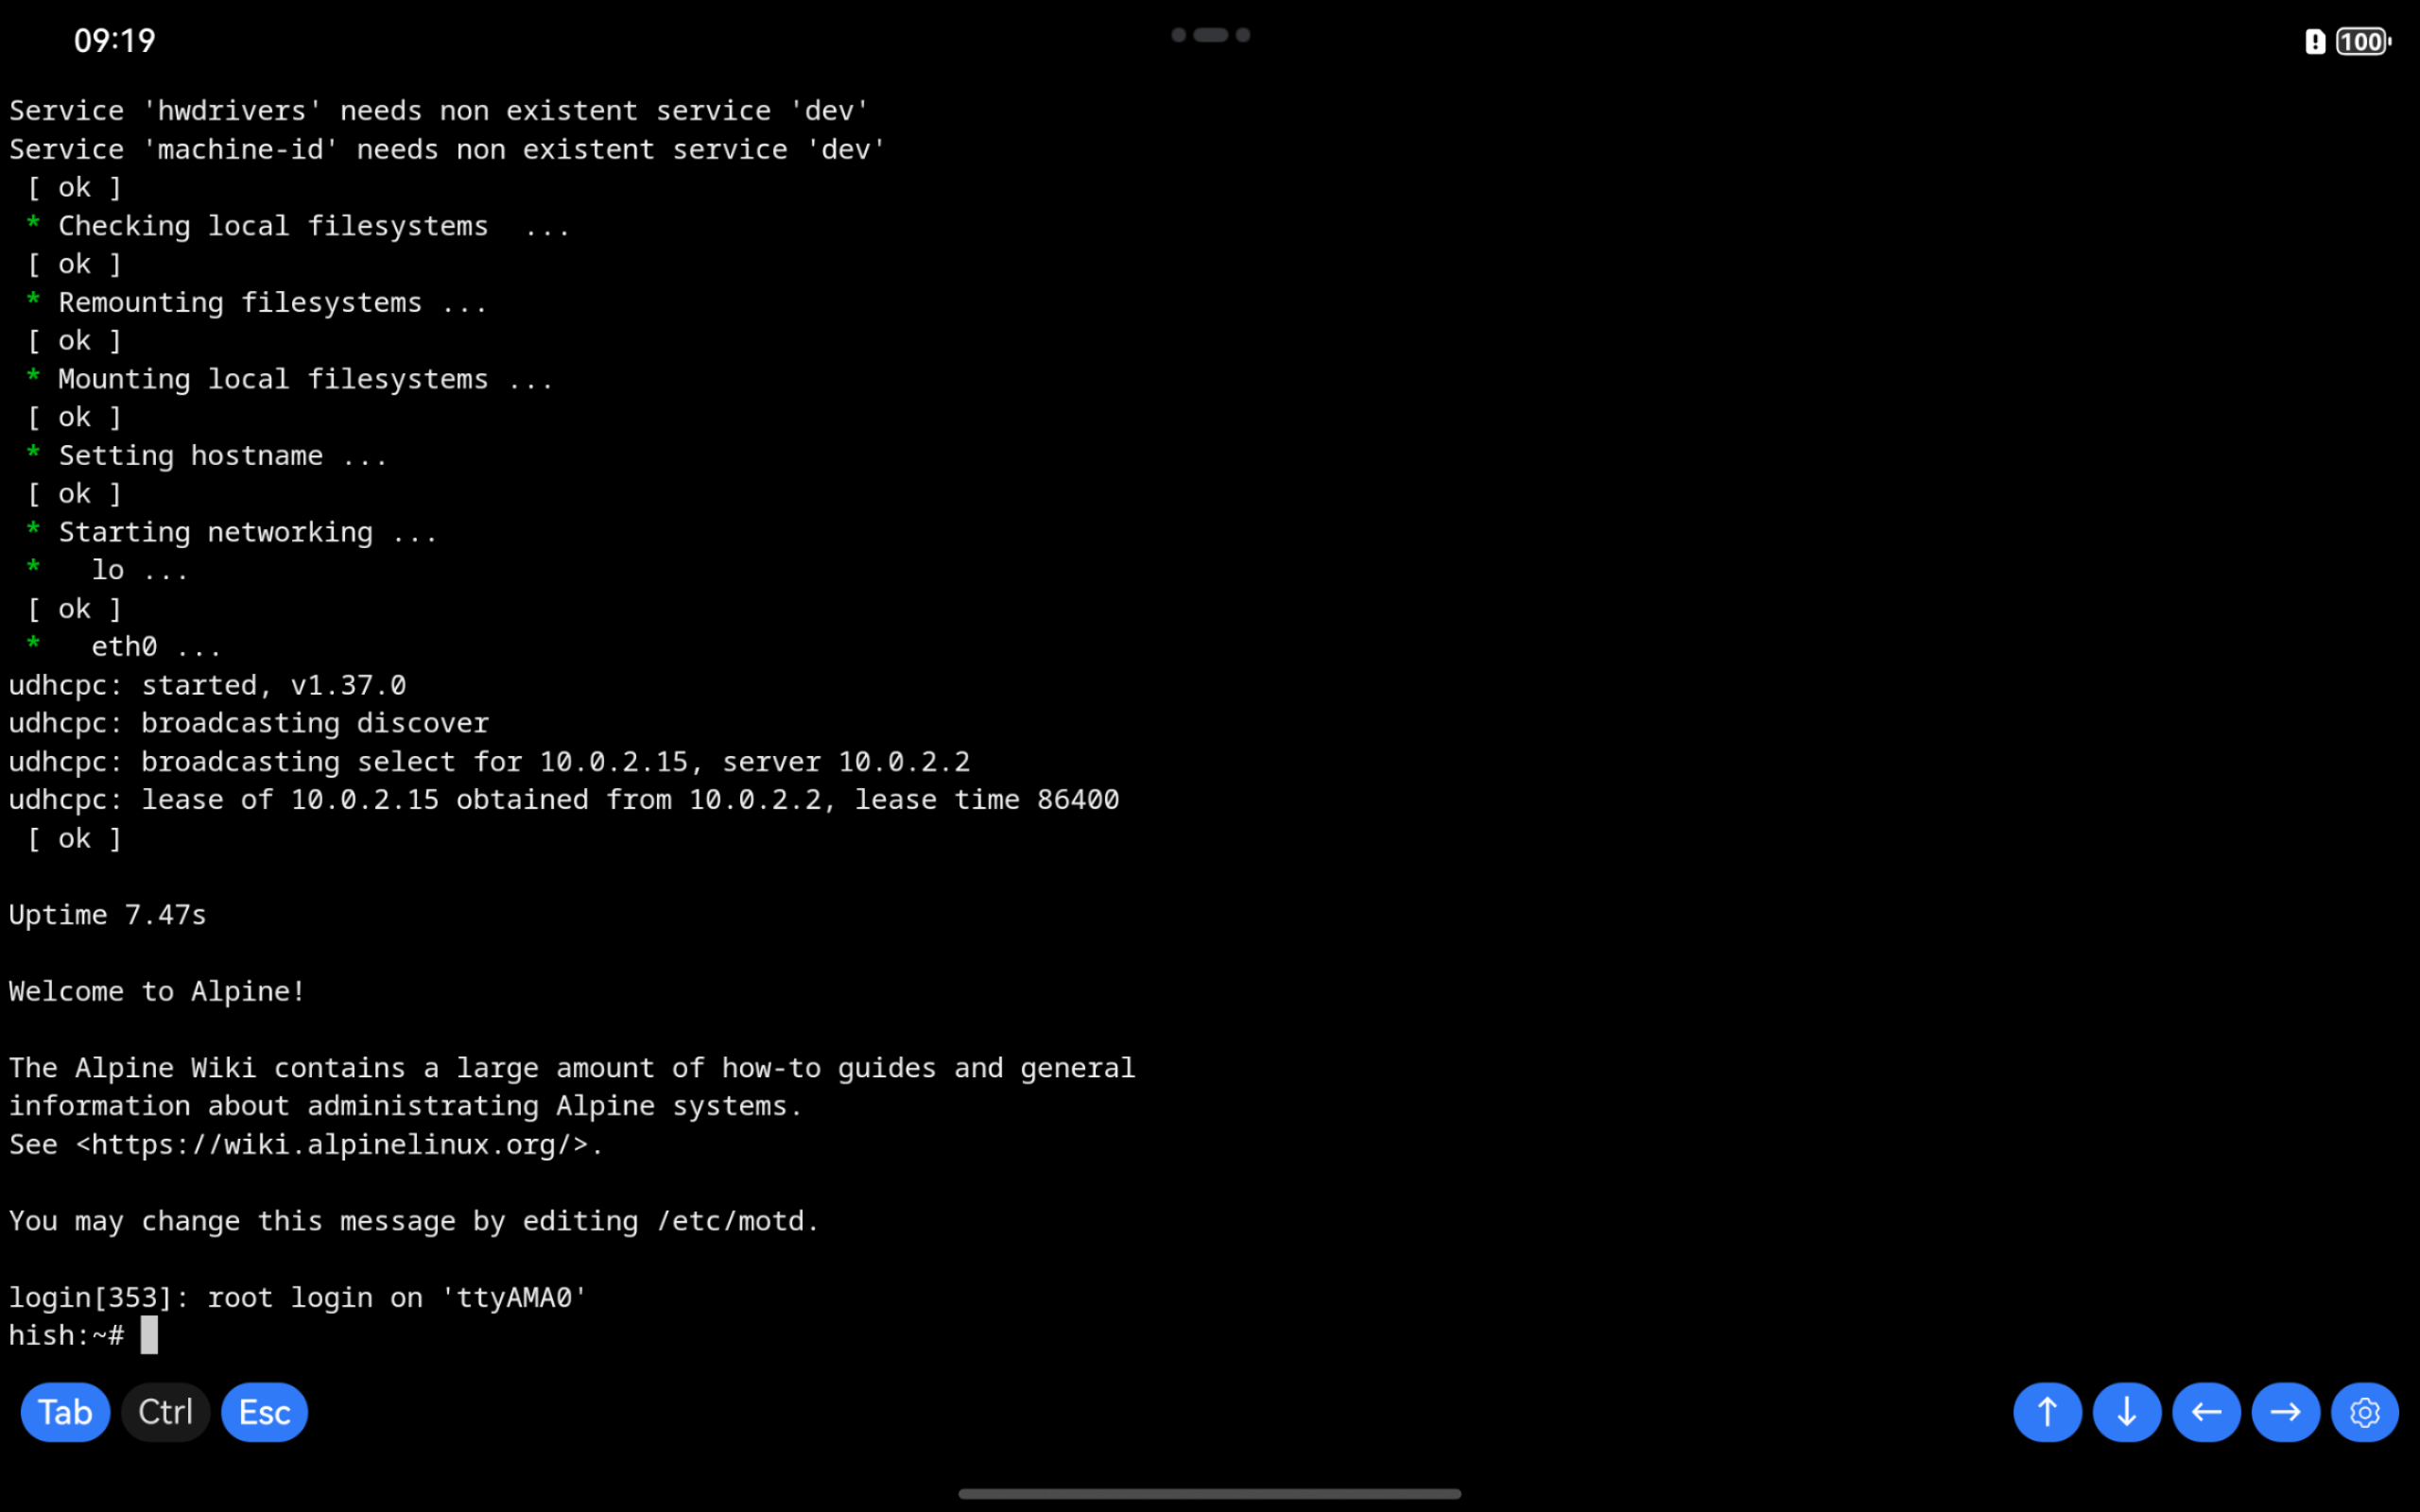 09:19
100
Service 'hwdrivers' needs non existent service 'dev'
Service 'machine-id' needs non existent service 'dev'
[ ok ]
* Checking local filesystems  ...
[ ok ]
* Remounting filesystems ...
[ ok ]
* Mounting local filesystems ...
[ ok ]
* Setting hostname ...
[ ok ]
* Starting networking ...
*   lo ...
[ ok ]
*   eth0 ...
udhcpc: started, v1.37.0
udhcpc: broadcasting discover
udhcpc: broadcasting select for 10.0.2.15, server 10.0.2.2
udhcpc: lease of 10.0.2.15 obtained from 10.0.2.2, lease time 86400
[ ok ]
Uptime 7.47s
Welcome to Alpine!
The Alpine Wiki contains a large amount of how-to guides and general
information about administrating Alpine systems.
See <https://wiki.alpinelinux.org/>.
You may change this message by editing /etc/motd.
login[353]: root login on 'ttyAMA0'
hish:~#
Tab Ctrl Esc ↑ ↓ ← →